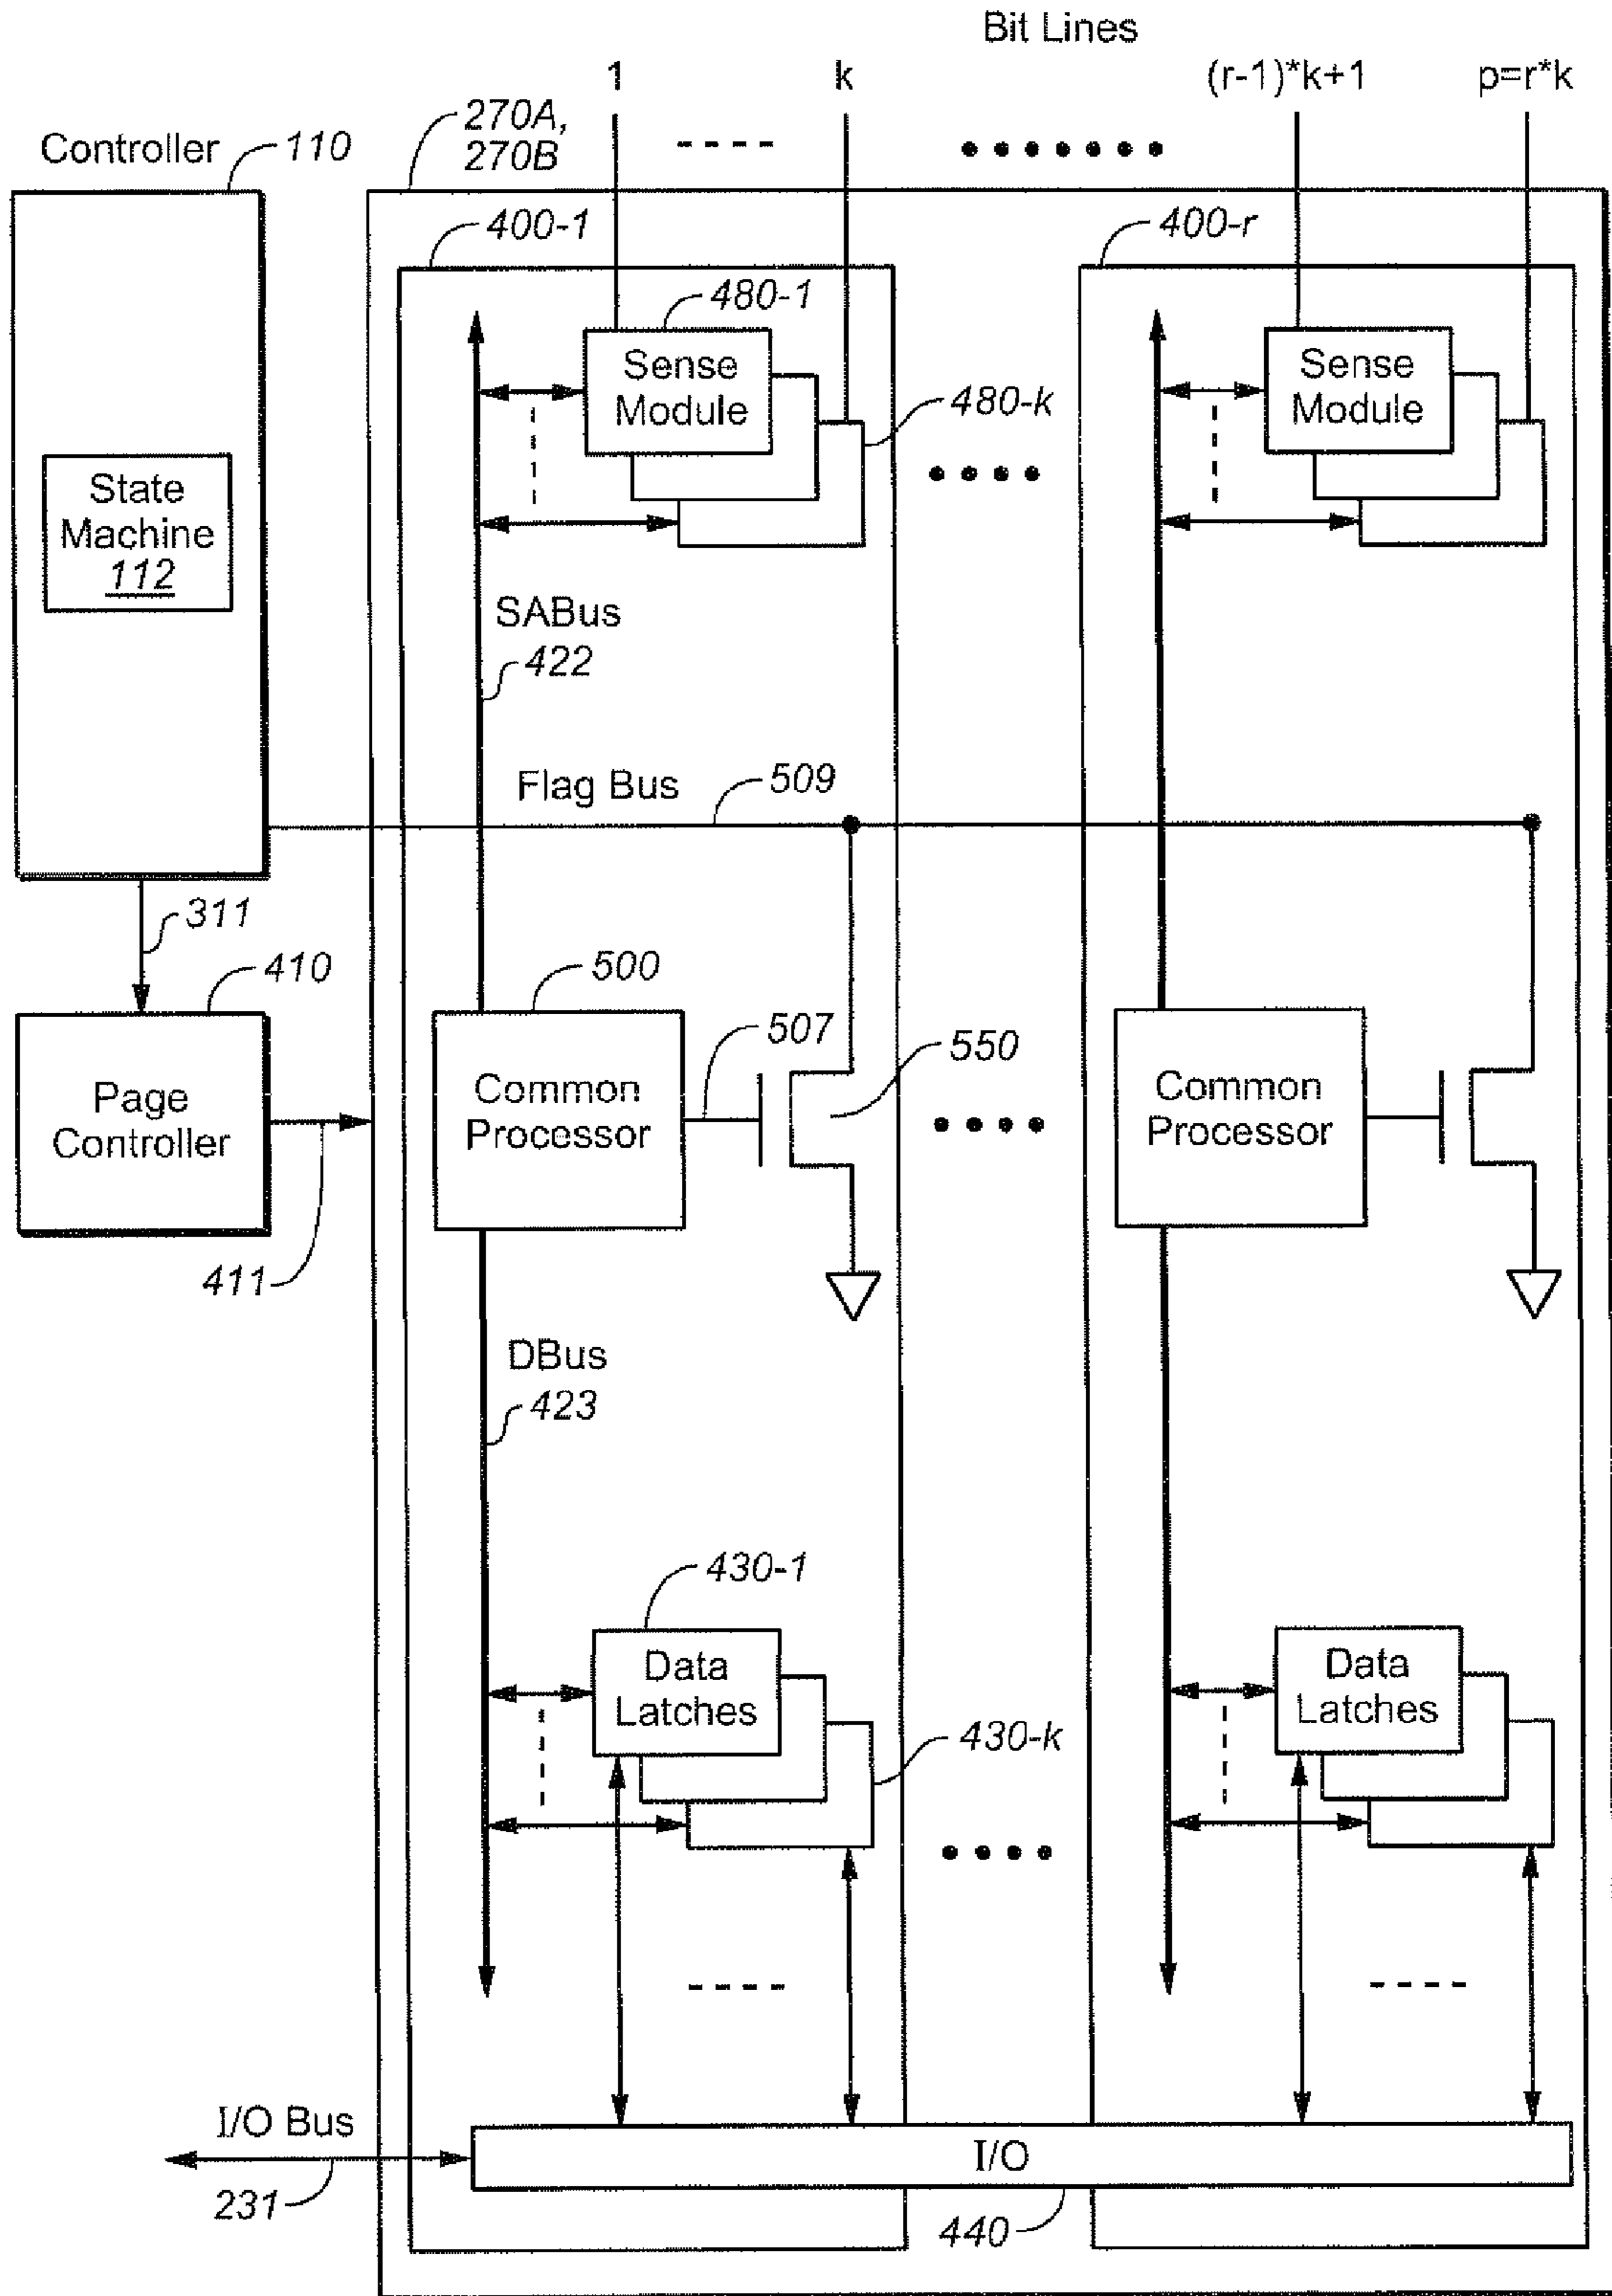 Bit Lines
1
k
(r-1)*k+1
p=r*k
270A,
270B
Controller
110
400-1
400-r
480-1
Sense
Module
480-k
Sense
Module
State
Machine
112
SABus
422
Flag Bus
509
311
410
500
507
550
Page
Controller
Common
Processor
Common
Processor
411
DBus
423
430-1
Data
Latches
430-k
Data
Latches
I/O Bus
231
I/O
440